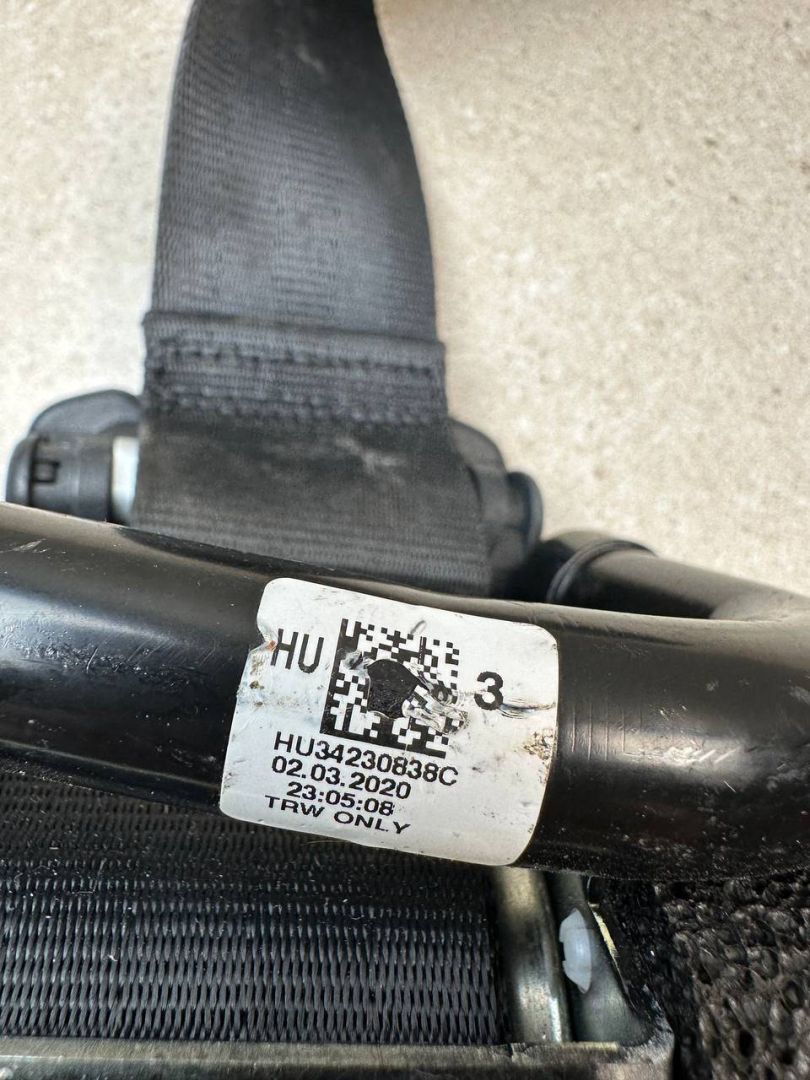 HU 3
HU34230838C
02.03.2020
23:05:08
TRW ONLY